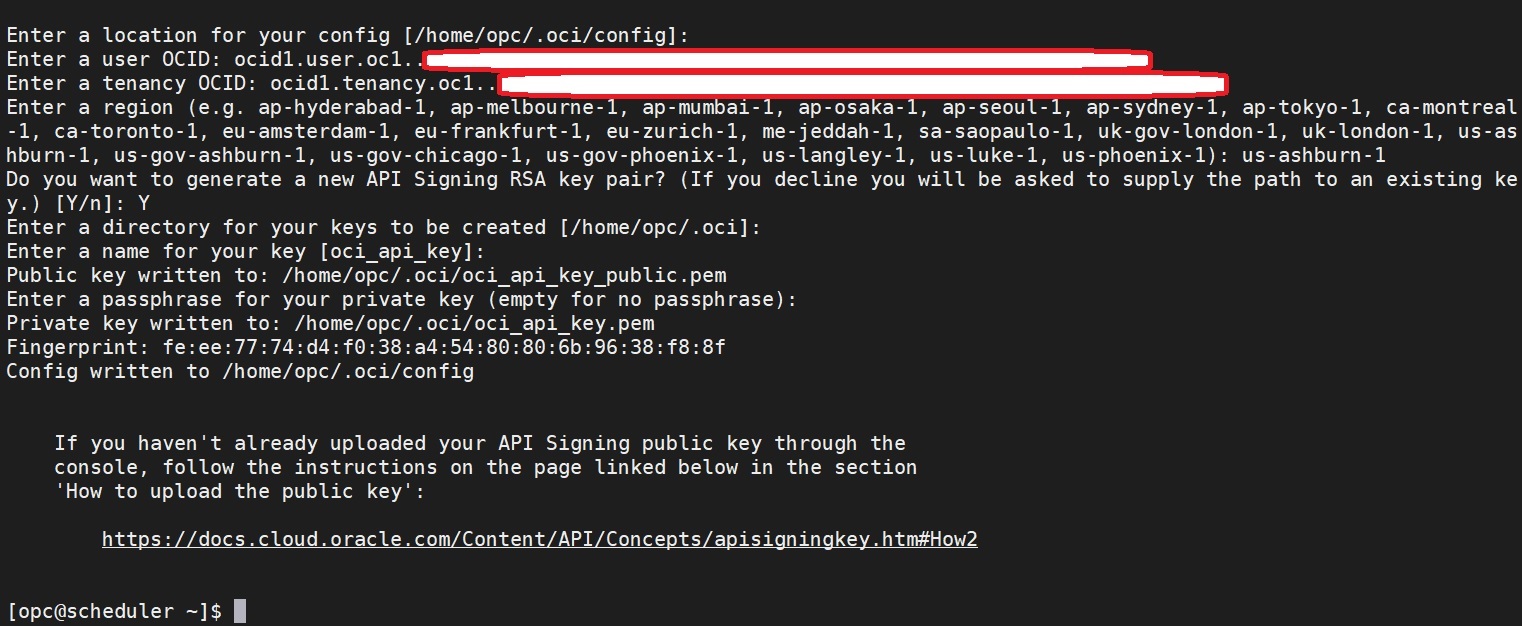 Enter a location for your config [/home/opc/.oci/config]:
Enter a user OCID: ocid1.user.oc1..
Enter a tenancy OCID: ocid1.tenancy.oc1..
Enter a region (e.g. ap-hyderabad-1, ap-melbourne-1, ap-mumbai-1, ap-osaka-1, ap-seoul-1, ap-sydney-1, ap-tokyo-1, ca-montreal
-1, ca-toronto-1, eu-amsterdam-1, eu-frankfurt-1, eu-zurich-1, me-jeddah-1, sa-saopaulo-1, uk-gov-london-1, uk-london-1, us-as
hburn-1, us-gov-ashburn-1, us-gov-chicago-1, us-gov-phoenix-1, us-langley-1, us-luke-1, us-phoenix-1): us-ashburn-1
Do you want to generate a new API Signing RSA key pair? (If you decline you will be asked to supply the path to an existing ke
y.) [Y/n]: Y
Enter a directory for your keys to be created [/home/opc/.oci]:
Enter a name for your key [oci_api_key]:
Public key written to: /home/opc/.oci/oci_api_key_public.pem
Enter a passphrase for your private key (empty for no passphrase):
Private key written to: /home/opc/.oci/oci_api_key.pem
Fingerprint: fe:ee:77:74:d4:f0:38:a4:54:80:80:6b:96:38:f8:8f
Config written to /home/opc/.oci/config
If you haven't already uploaded your API Signing public key through the
console, follow the instructions on the page linked below in the section
'How to upload the public key':
https://docs.cloud.oracle.com/Content/API/Concepts/apisigningkey.htm#How2
[opc@scheduler ~]$